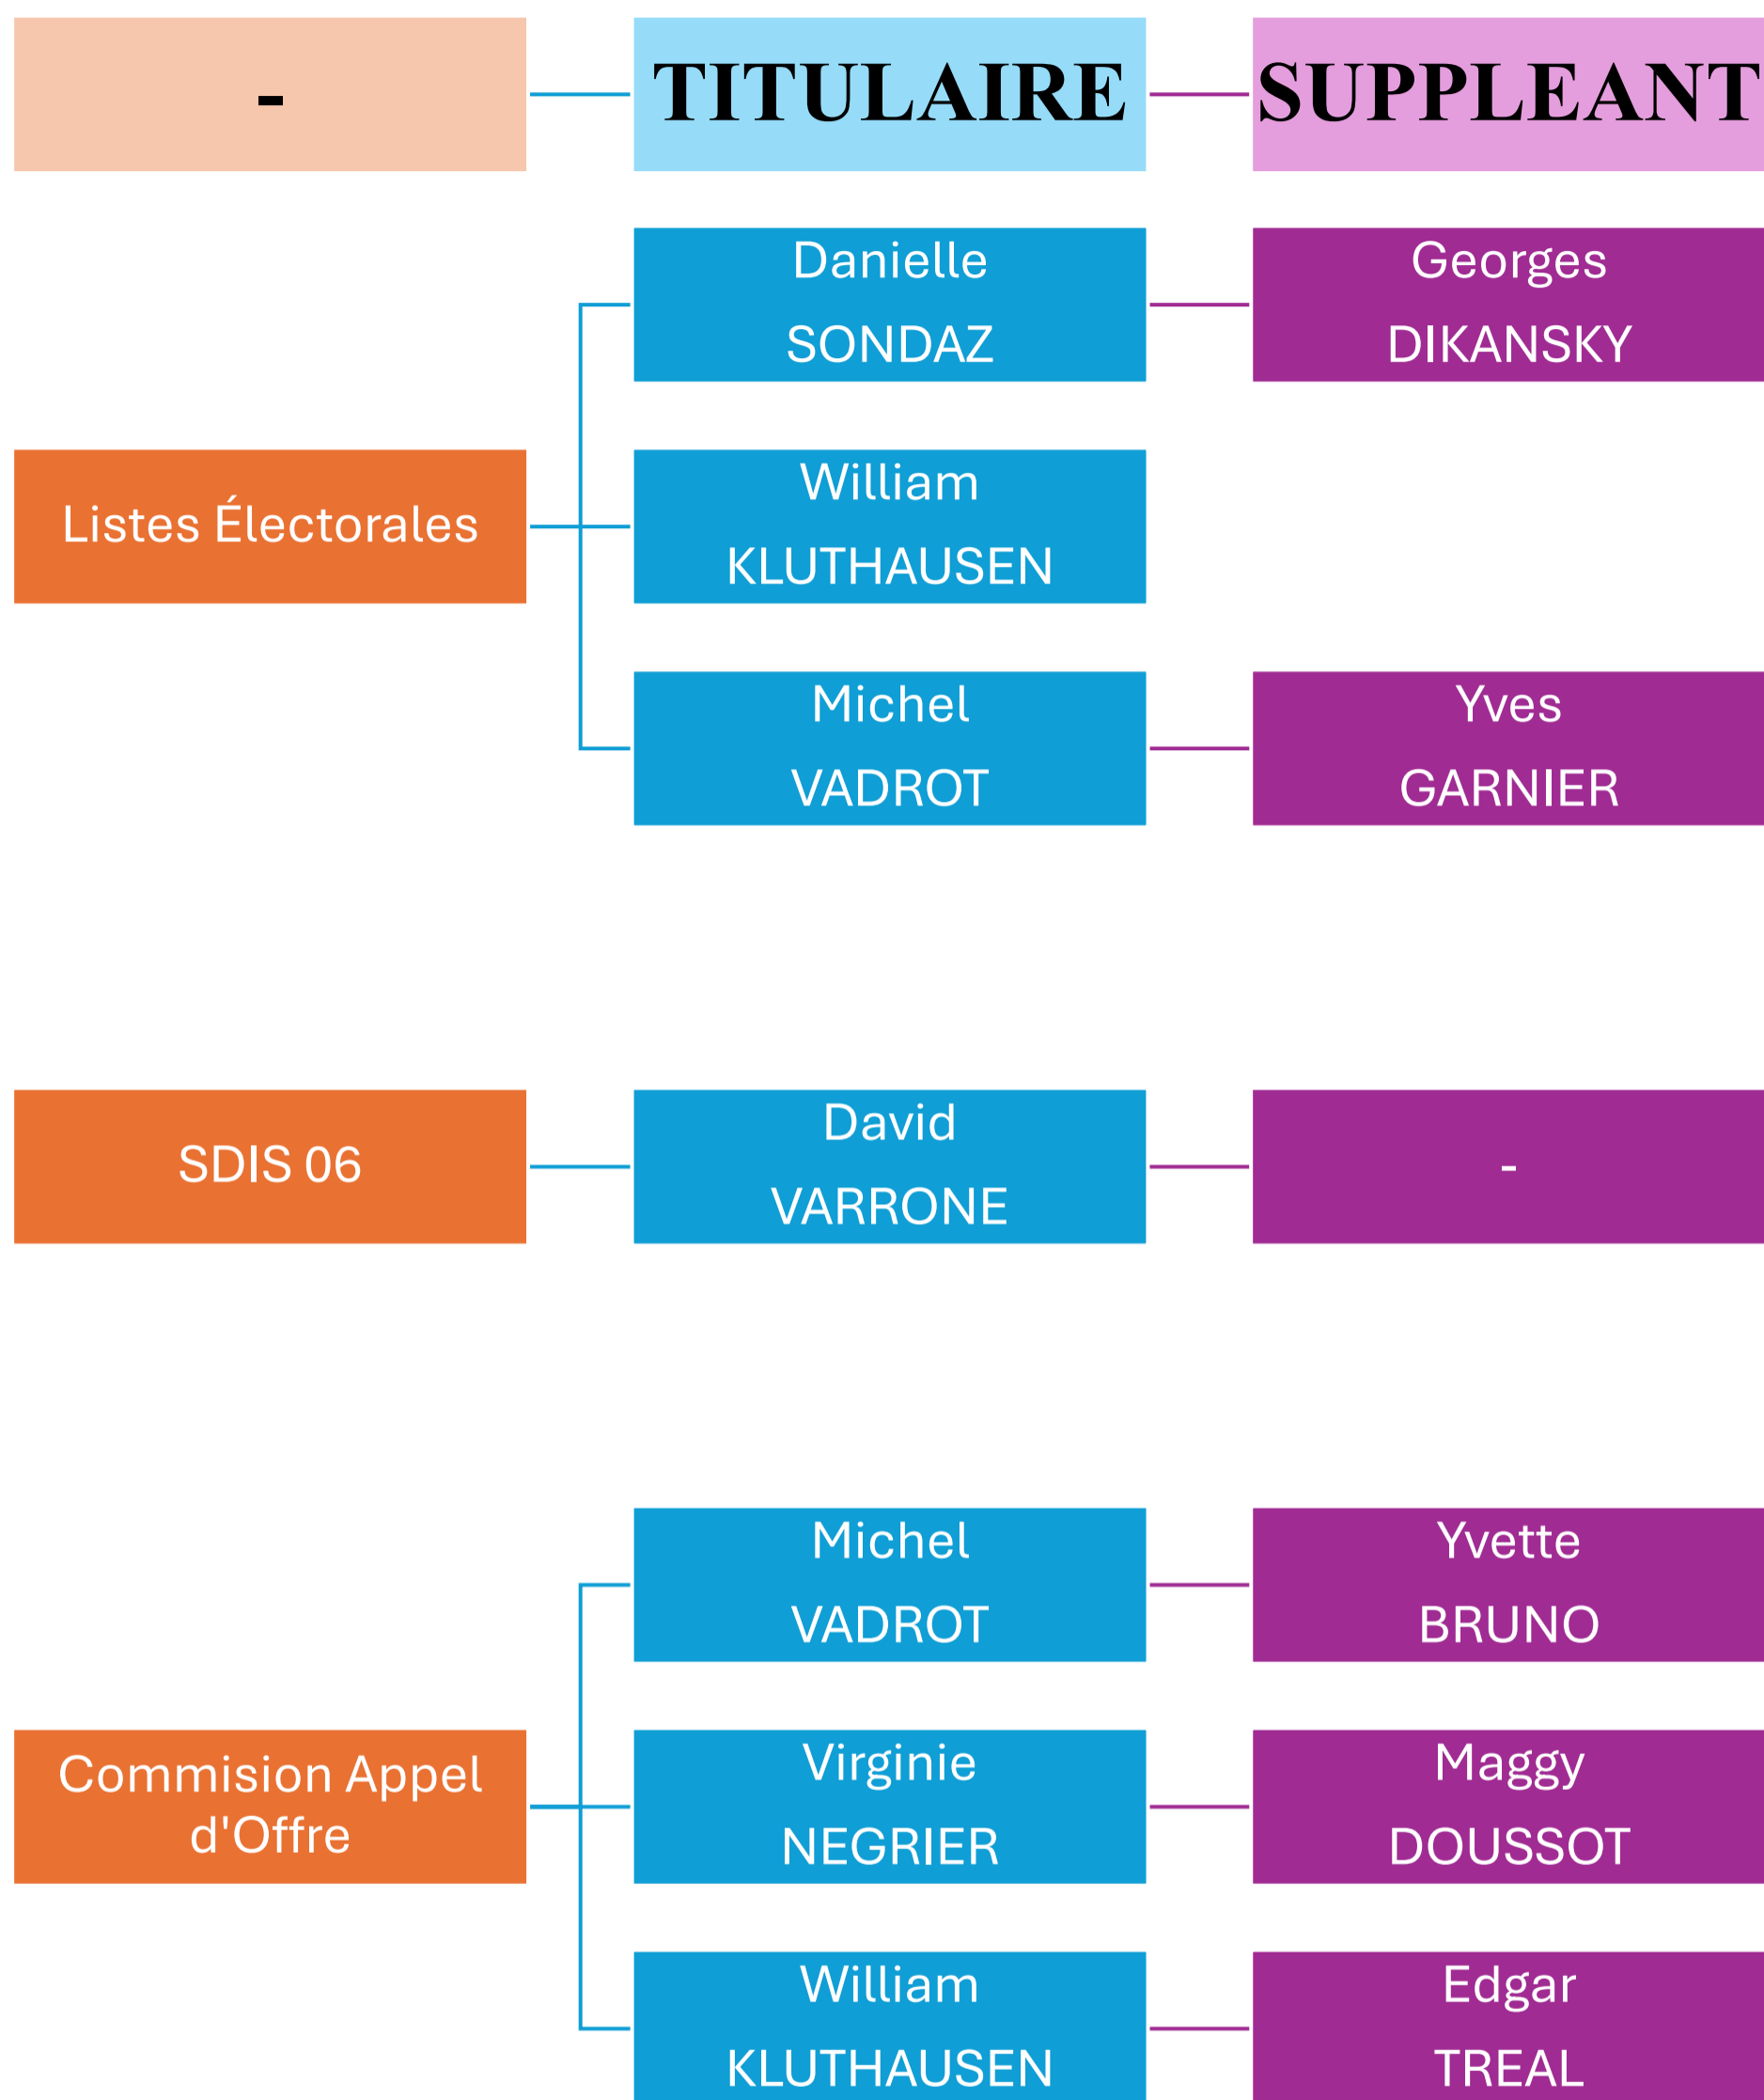 -
TITULAIRE
SUPPLEANT
Danielle
SONDAZ
Georges
DIKANSKY
Listes Électorales
William
KLUTHAUSEN
Michel
VADROT
Yves
GARNIER
SDIS 06
David
VARRONE
-
Michel
VADROT
Yvette
BRUNO
Commision Appel
d'Offre
Virginie
NEGRIER
Maggy
DOUSSOT
William
KLUTHAUSEN
Edgar
TREAL